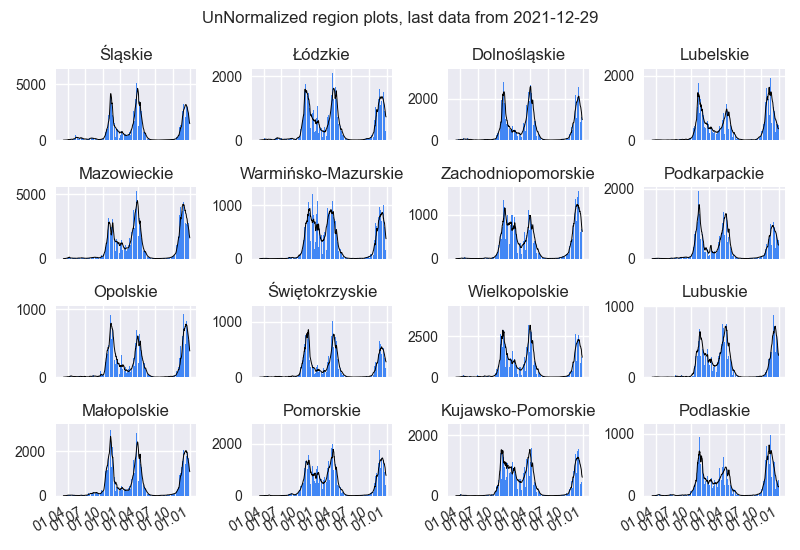 UnNormalized region plots, last data from 2021-12-29
Śląskie Łódzkie Dolnośląskie Lubelskie
5000 2000 2000 2000
0 0 0 0
Mazowieckie Warmińsko-Mazurskie Zachodniopomorskie Podkarpackie
5000 1000 1000 2000
0 0 0 0
Opolskie Świętokrzyskie Wielkopolskie Lubuskie
1000 1000 2500 1000
0 0 0 0
Małopolskie Pomorskie Kujawsko-Pomorskie Podlaskie
2000 2000 2000 1000
0 0 0 0
01.04 01.07 01.10 01.01 01.04 01.07 01.10 01.01 01.04 01.07 01.10 01.01 01.04 01.07 01.10 01.01 01.04 01.07 01.10 01.01 01.04 01.07 01.10 01.01 01.04 01.07 01.10 01.01 01.04 01.07 01.10 01.01